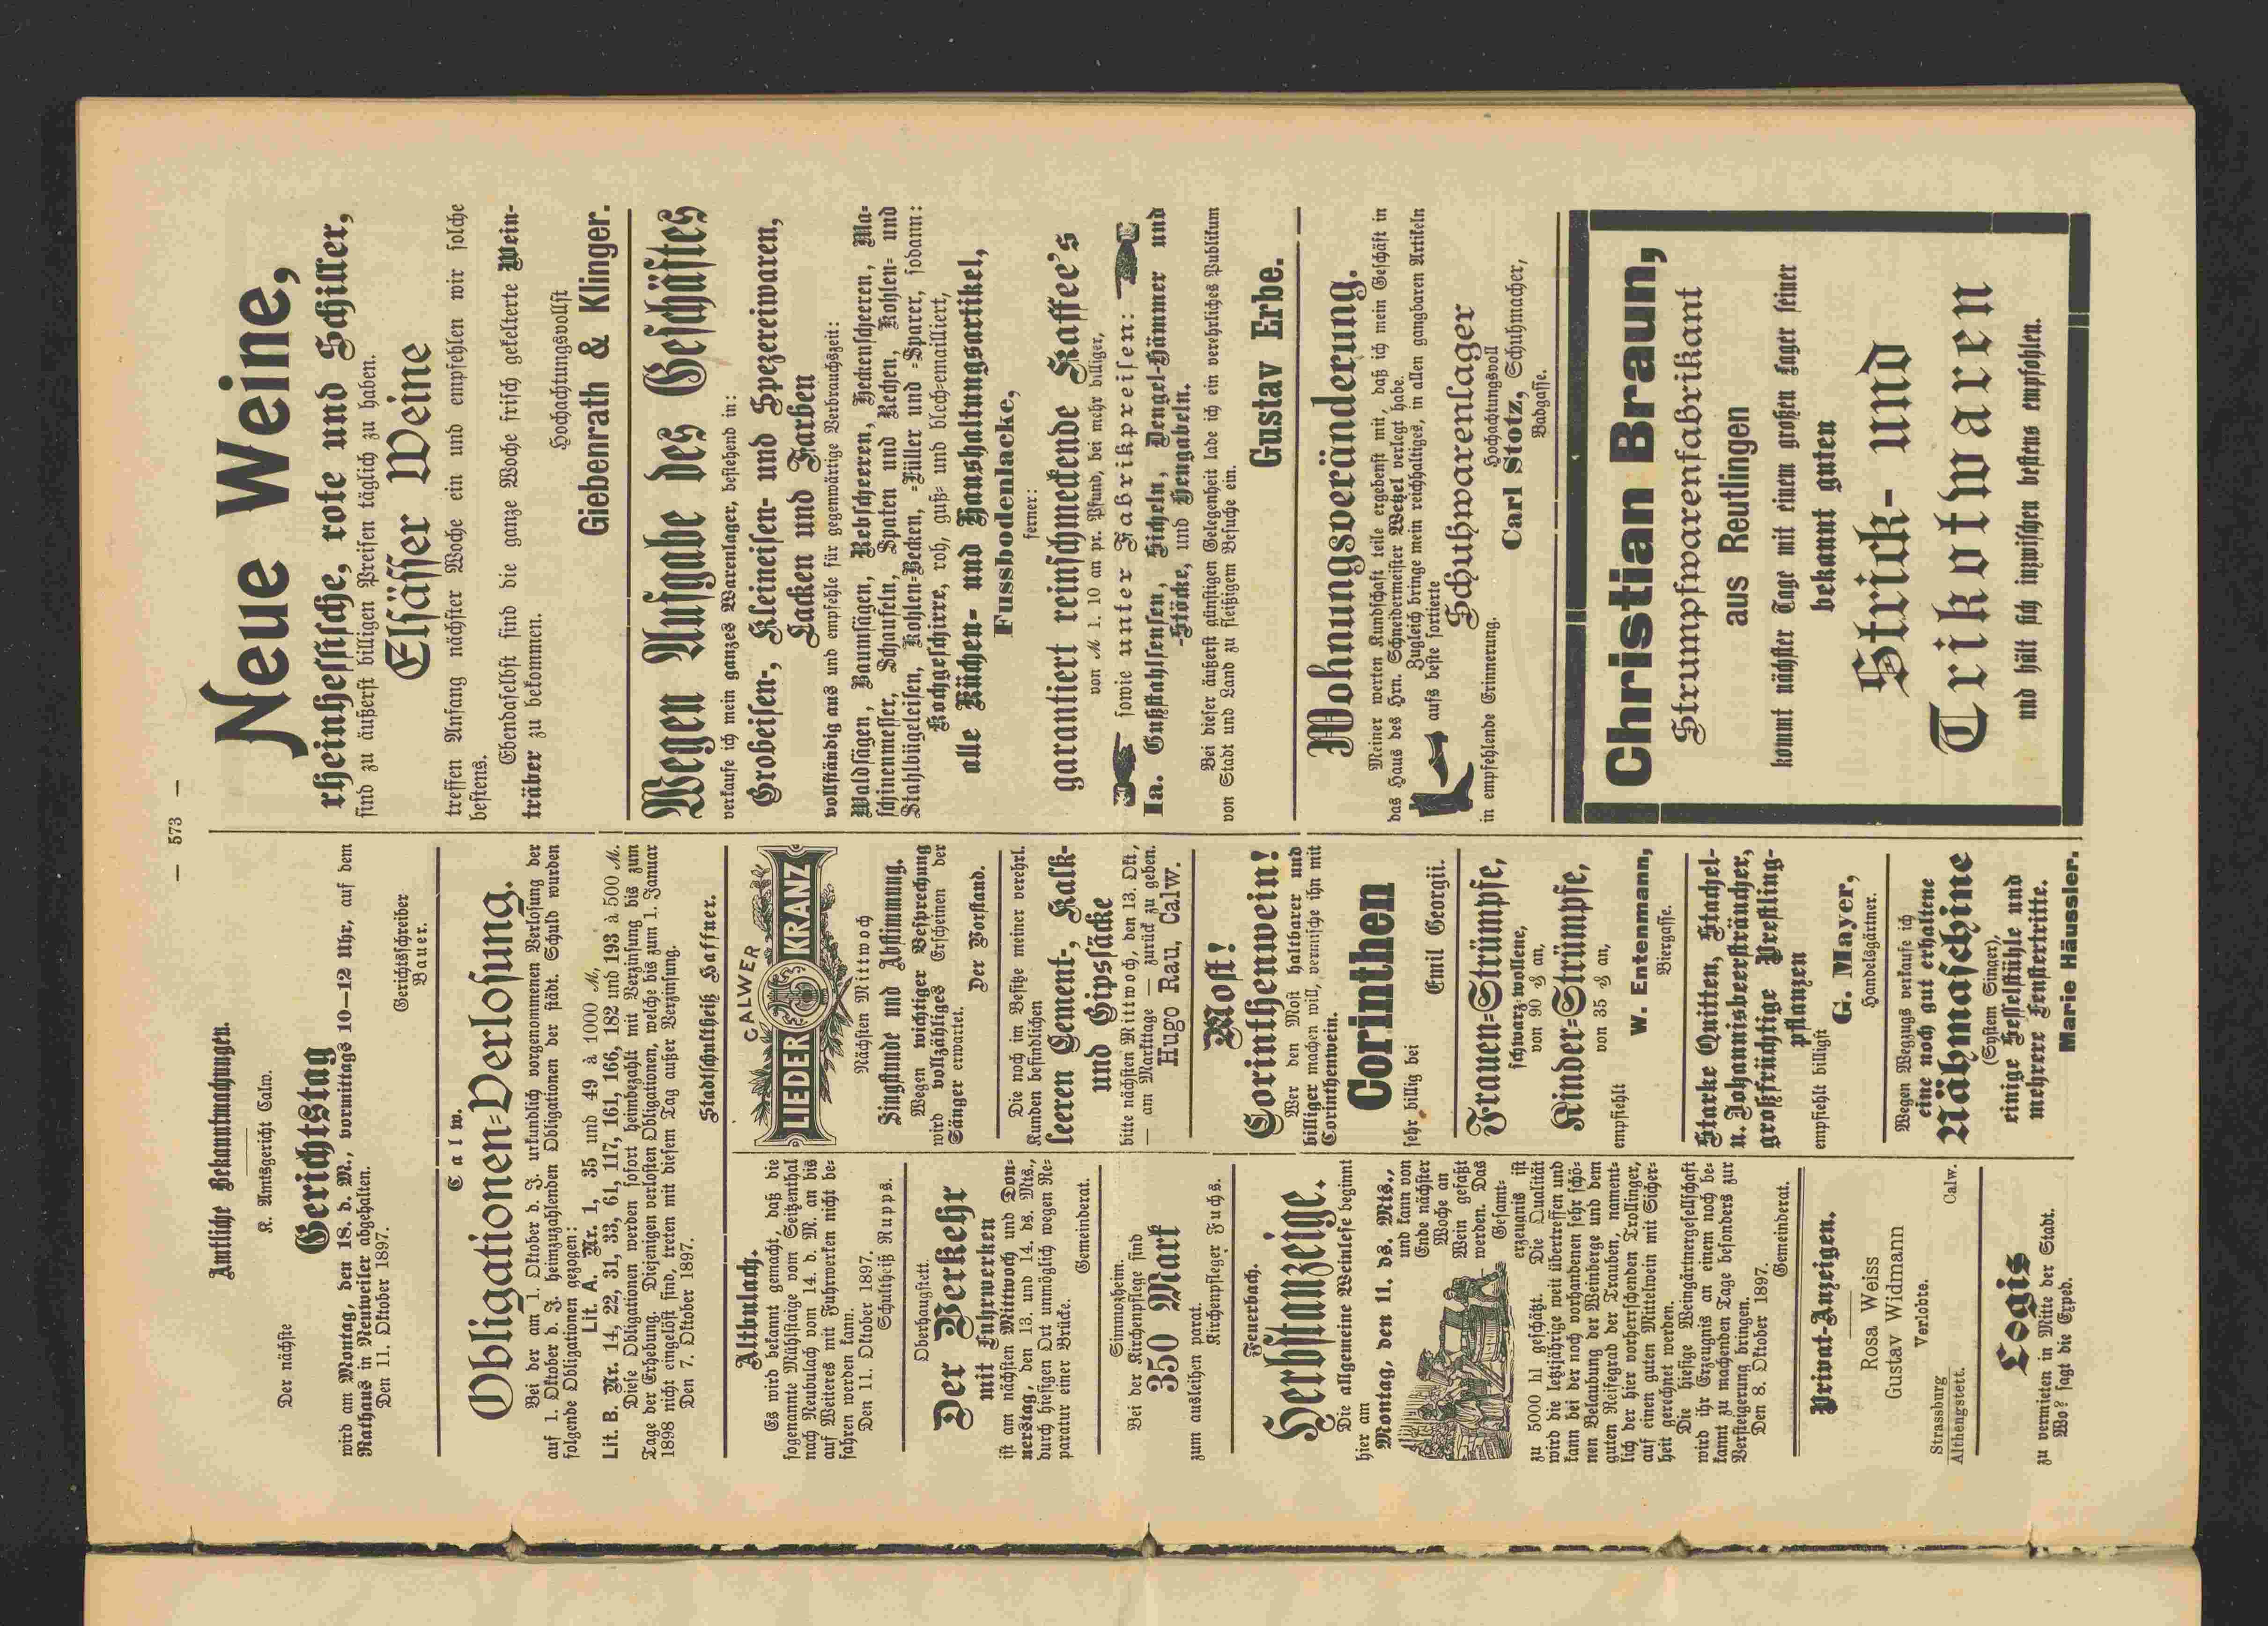 — 573 —
Amtliche Bekanntmachungen.
K. Amtsgericht Calw.
Der nächste
Gerichtstag
wird am Montag, den 18. d. M., vormittags 10—12 Uhr, auf dem
Rathaus in Neuweiler abgehalten.
Den 11. Oktober 1897.
Gerichtsschreiber
Bauer.
Calw.
Obligationen-Verlosung.
Bei der am 1. Oktober d. J. urkundlich vorgenommenen Verlosung der
auf 1. Oktober d. J. heimzuzahlenden Obligationen der städt. Schuld wurden
folgende Obligationen gezogen:
Lit. A. Nr. 1, 35 und 49 à 1000 M,
Lit. B. Nr. 14, 22, 31, 33, 61, 117, 161, 166, 182 und 193 à 500 M.
Diese Obligationen werden sofort heimbezahlt mit Verzinsung bis zum
Tage der Erhebung. Diejenigen verlosten Obligationen, welche bis zum 1. Januar
1898 nicht eingelöst sind, treten mit diesem Tag außer Verzinsung.
Den 7. Oktober 1897.
Stadtschultheiß Haffner.
Altbulach.
Es wird bekannt gemacht, daß die
sogenannte Mühlsteige vom Seitzenthal
nach Neubulach vom 14. d. M. an bis
auf Weiteres mit Fuhrwerken nicht be-
fahren werden kann.
Den 11. Oktober 1897.
Schultheiß Rupps.
Oberhaugstett.
Der Verkehr
mit Fuhrwerken
ist am nächsten Mittwoch und Don-
nerstag, den 13. und 14. ds. Mts.,
durch hiesigen Ort unmöglich wegen Re-
paratur einer Brücke.
Gemeinderat.
Simmozheim.
Bei der Kirchenpflege sind
350 Mark
zum ausleihen parat.
Kirchenpfleger Fuchs.
Feuerbach.
Herbstanzeige.
Die allgemeine Weinlese beginnt
hier am
Montag, den 11. ds. Mts.,
und kann von
Ende nächster
Woche an
Wein gefaßt
werden. Das
Gesamt-
erzeugnis ist
zu 5000 hl geschätzt. Die Qualität
wird die letztjährige weit übertreffen und
kann bei der noch vorhandenen sehr schö-
nen Belaubung der Weinberge und dem
guten Reifegrad der Trauben, nament-
lich der hier vorherrschenden Trollinger,
auf einen guten Mittelwein mit Sicher-
heit gerechnet werden.
Die hiesige Weingärtnergesellschaft
wird ihr Erzeugnis an einem noch be-
kannt zu machenden Tage besonders zur
Versteigerung bringen.
Den 8. Oktober 1897.
Gemeinderat.
Privat-Anzeigen.
Rosa Weiss
Gustav Widmann
Verlobte.
Strassburg
Althengstett.
Calw.
Logis
zu vermieten in Mitte der Stadt.
Wo? sagt die Exped.
CALWER
LIEDER KRANZ
Nächsten Mittwoch
Singstunde und Abstimmung.
Wegen wichtiger Besprechung
wird vollzähliges Erscheinen der
Sänger erwartet.
Der Vorstand.
Die noch im Besitze meiner verehrl.
Kunden befindlichen
leeren Cement-, Kalk-
und Gipssäcke
bitte nächsten Mittwoch, den 13. Okt.,
— am Markttage — zurück zu geben.
Hugo Rau, Calw.
Most!
Corinthenwein!
Wer den Most haltbarer und
billiger machen will, vermische ihn mit
Corinthenwein.
Corinthen
sehr billig bei
Emil Georgii.
Frauen-Strümpfe,
schwarz wollene,
von 90 ₰ an,
Kinder-Strümpfe,
von 35 ₰ an,
empfiehlt
W. Entenmann,
Biergasse.
Starke Quitten, Stachel-
u. Johannisbeersträucher,
großfrüchtige Prestling-
pflanzen
empfiehlt billigst
G. Mayer,
Handelsgärtner.
Wegen Wegzugs verkaufe ich
eine noch gut erhaltene
Nähmaschine
(System Singer),
einige Sesselstühle und
mehrere Fenstertritte.
Marie Häussler.
Neue Weine,
rheinhessische, rote und Schiller,
sind zu äußerst billigen Preisen täglich zu haben.
Elsäßer Weine
treffen Anfang nächster Woche ein und empfehlen wir solche
bestens.
Ebendaselbst sind die ganze Woche frisch gekelterte Wein-
träber zu bekommen.
Hochachtungsvollst
Giebenrath & Klinger.
Wegen Aufgabe des Geschäftes
verkaufe ich mein ganzes Warenlager, bestehend in:
Grobeisen-, Kleineisen- und Spezereiwaren,
Lacken und Farben
vollständig aus und empfehle für gegenwärtige Verbrauchszeit:
Waldsägen, Baumsägen, Rebscheeren, Heckenscheeren, Ma-
schinenmesser, Schaufeln, Spaten und Rechen, Kohlen- und
Stahlbügeleisen, Kohlen-Becken, -Füller und -Sparer, sodann:
Kochgeschirre, roh, guß- und blech-emailliert,
alle Küchen- und Haushaltungsartikel,
Fussbodenlacke,
ferner:
garantiert reinschmeckende Kaffee's
von M 1. 10 an pr. Pfund, bei mehr billiger,
sowie unter Fabrikpreisen:
Ia. Gußstahlsensen, Sicheln, Dengel-Hämmer und
-Stöcke, und Heugabeln.
Bei dieser äußerst günstigen Gelegenheit lade ich ein verehrliches Publikum
von Stadt und Land zu fleißigem Besuche ein.
Gustav Erbe.
Wohnungsveränderung.
Meiner werten Kundschaft teile ergebenst mit, daß ich mein Geschäft in
das Haus des Hrn. Schneidermeister Wetzel verlegt habe.
Zugleich bringe mein reichhaltiges, in allen gangbaren Artikeln
aufs beste sortierte
Schuhwarenlager
in empfehlende Erinnerung.
Hochachtungsvoll
Carl Stotz, Schuhmacher,
Badgasse.
Christian Braun,
Strumpfwarenfabrikant
aus Reutlingen
kommt nächster Tage mit einem großen Lager seiner
bekannt guten
Strick- und
Trikotwaren
und hält sich inzwischen bestens empfohlen.